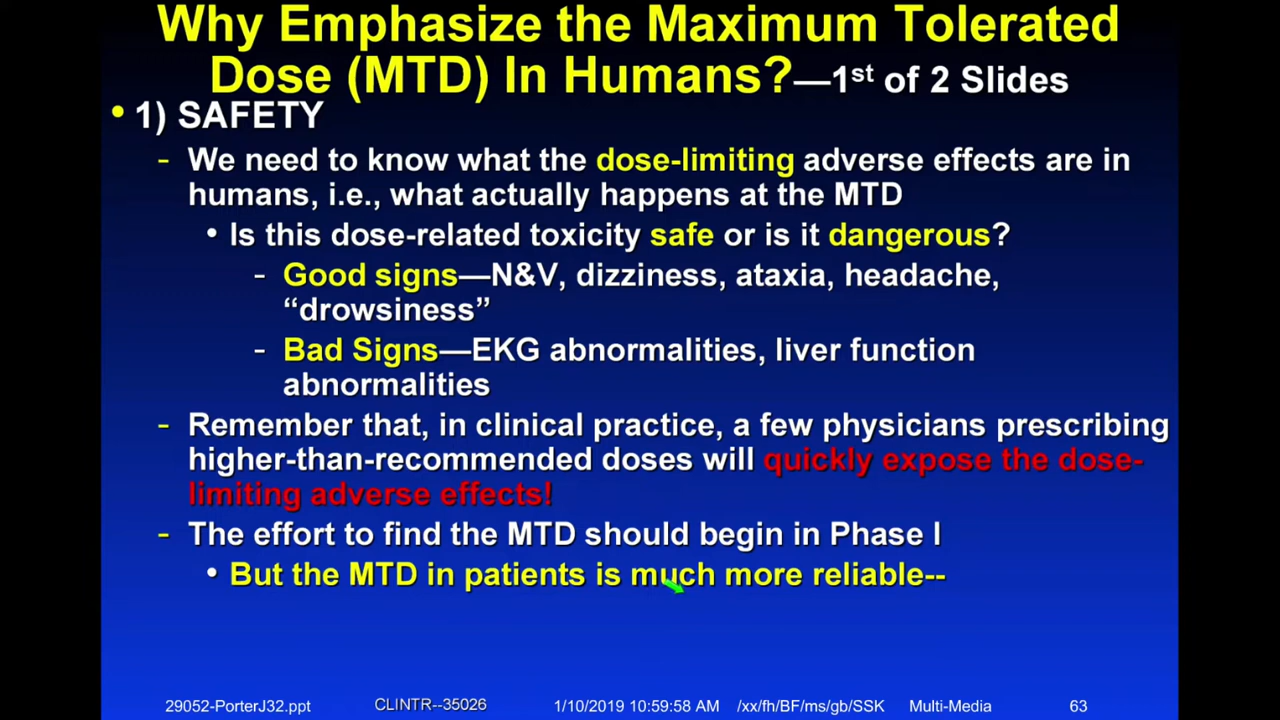 Why Emphasize the Maximum Tolerated
Dose (MTD) In Humans?—1st of 2 Slides
• 1) SAFETY
- We need to know what the dose-limiting adverse effects are in
humans, i.e., what actually happens at the MTD
• Is this dose-related toxicity safe or is it dangerous?
- Good signs—N&V, dizziness, ataxia, headache,
“drowsiness”
- Bad Signs—EKG abnormalities, liver function
abnormalities
- Remember that, in clinical practice, a few physicians prescribing
higher-than-recommended doses will quickly expose the dose-
limiting adverse effects!
- The effort to find the MTD should begin in Phase I
• But the MTD in patients is much more reliable--
29052-PorterJ32.ppt CLINTR--35026 1/10/2019 10:59:58 AM /xx/fh/BF/ms/gb/SSK Multi-Media 63